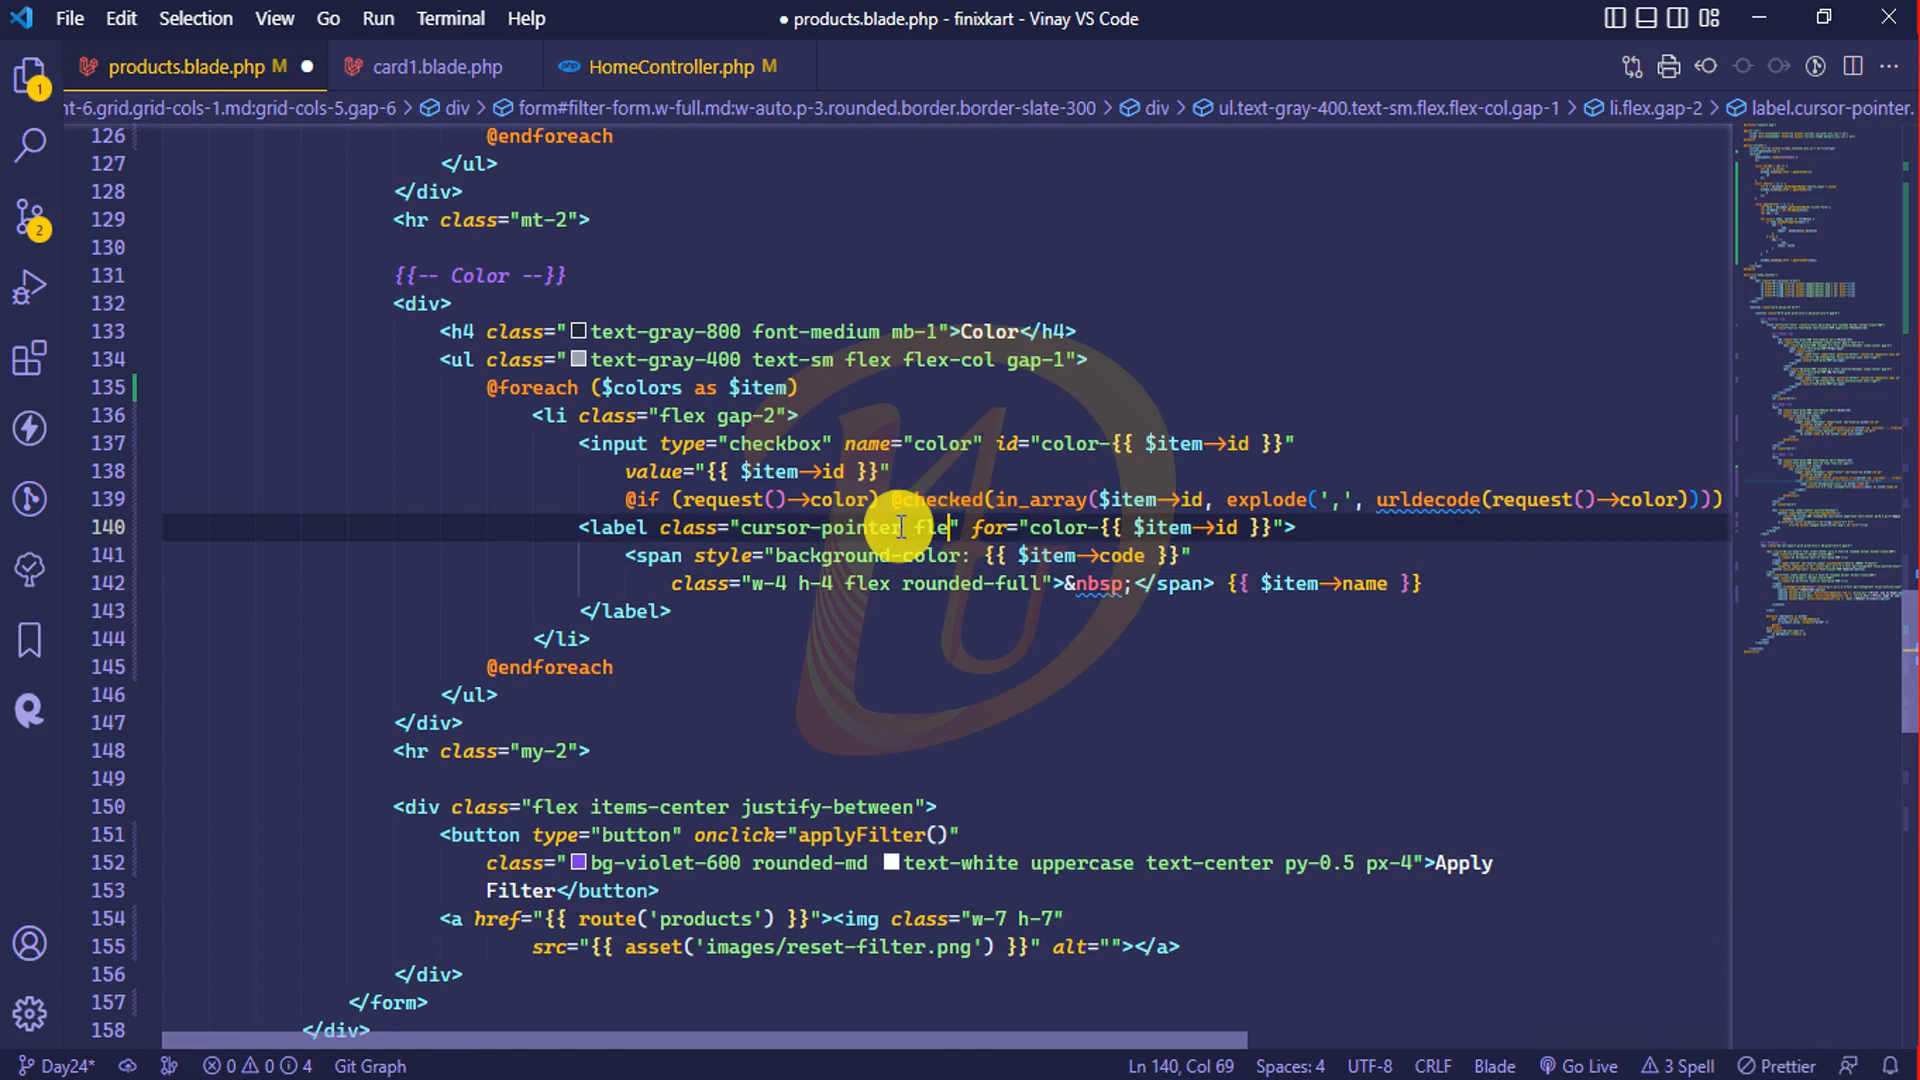 File Edit Selection View Go Run Terminal Help ● products.blade.php - finixkart - Vinay VS Code
products.blade.php M ● card1.blade.php HomeController.php M
nt-6.grid.grid-cols-1.md:grid-cols-5.gap-6 > div > form#filter-form.w-full.md:w-auto.p-3.rounded.border.border-slate-300 > div > ul.text-gray-400.text-sm.flex.flex-col.gap-1 > li.flex.gap-2 > label.cursor-pointer.
126 @endforeach
127 </ul>
128 </div>
129 <hr class="mt-2">
130
131 {{-- Color --}}
132 <div>
133 <h4 class="text-gray-800 font-medium mb-1">Color</h4>
134 <ul class="text-gray-400 text-sm flex flex-col gap-1">
135 @foreach ($colors as $item)
136 <li class="flex gap-2">
137 <input type="checkbox" name="color" id="color-{{ $item->id }}"
138 value="{{ $item->id }}"
139 @if (request()->color) @checked(in_array($item->id, explode(',', urldecode(request()->color))))
140 <label class="cursor-pointer fle" for="color-{{ $item->id }}">
141 <span style="background-color: {{ $item->code }}"
142 class="w-4 h-4 flex rounded-full">&nbsp;</span> {{ $item->name }}
143 </label>
144 </li>
145 @endforeach
146 </ul>
147 </div>
148 <hr class="my-2">
149
150 <div class="flex items-center justify-between">
151 <button type="button" onclick="applyFilter()"
152 class="bg-violet-600 rounded-md text-white uppercase text-center py-0.5 px-4">Apply
153 Filter</button>
154 <a href="{{ route('products') }}"><img class="w-7 h-7"
155 src="{{ asset('images/reset-filter.png') }}" alt=""></a>
156 </div>
157 </form>
158 </div>
1
2
Day24* 0 0 4 Git Graph Ln 140, Col 69 Spaces: 4 UTF-8 CRLF Blade Go Live 3 Spell Prettier